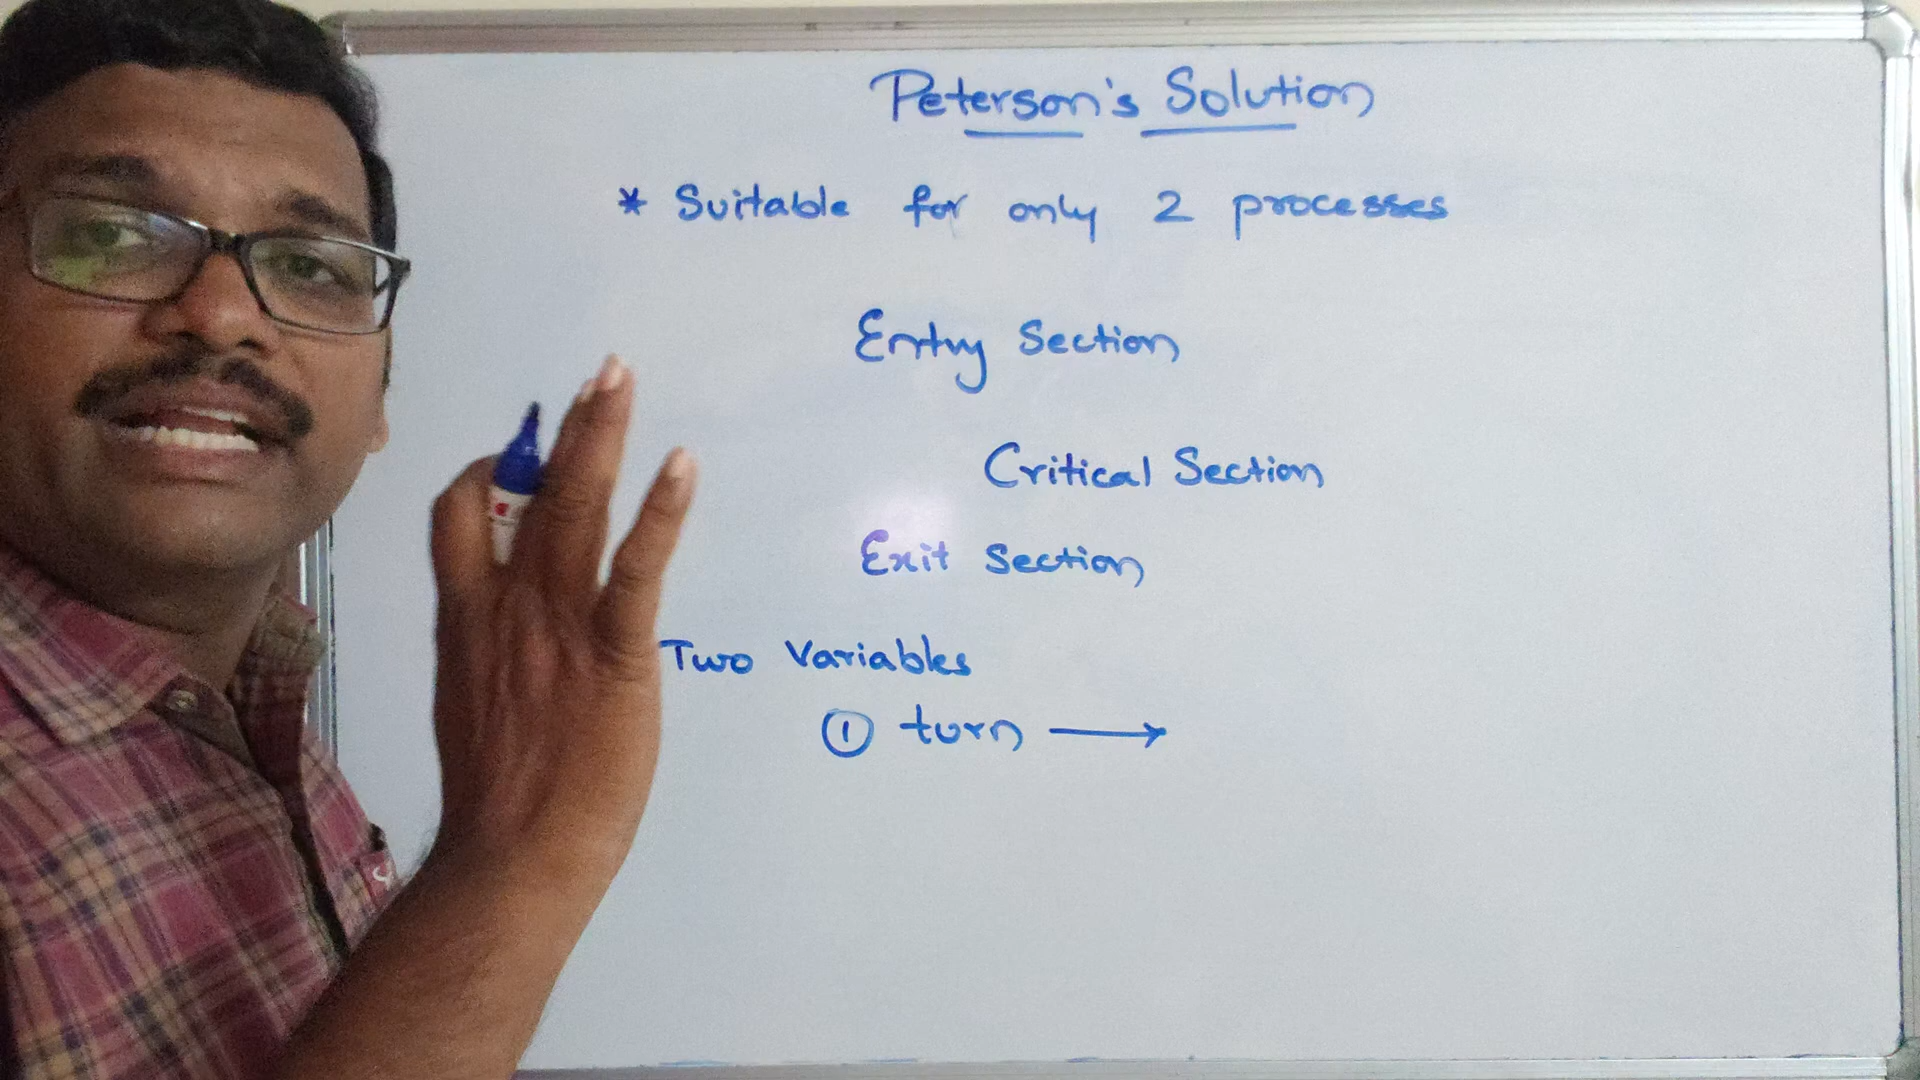 Peterson's Solution
* Suitable for only 2 processes
Entry Section
Critical Section
Exit Section
Two Variables
① turn ⟶